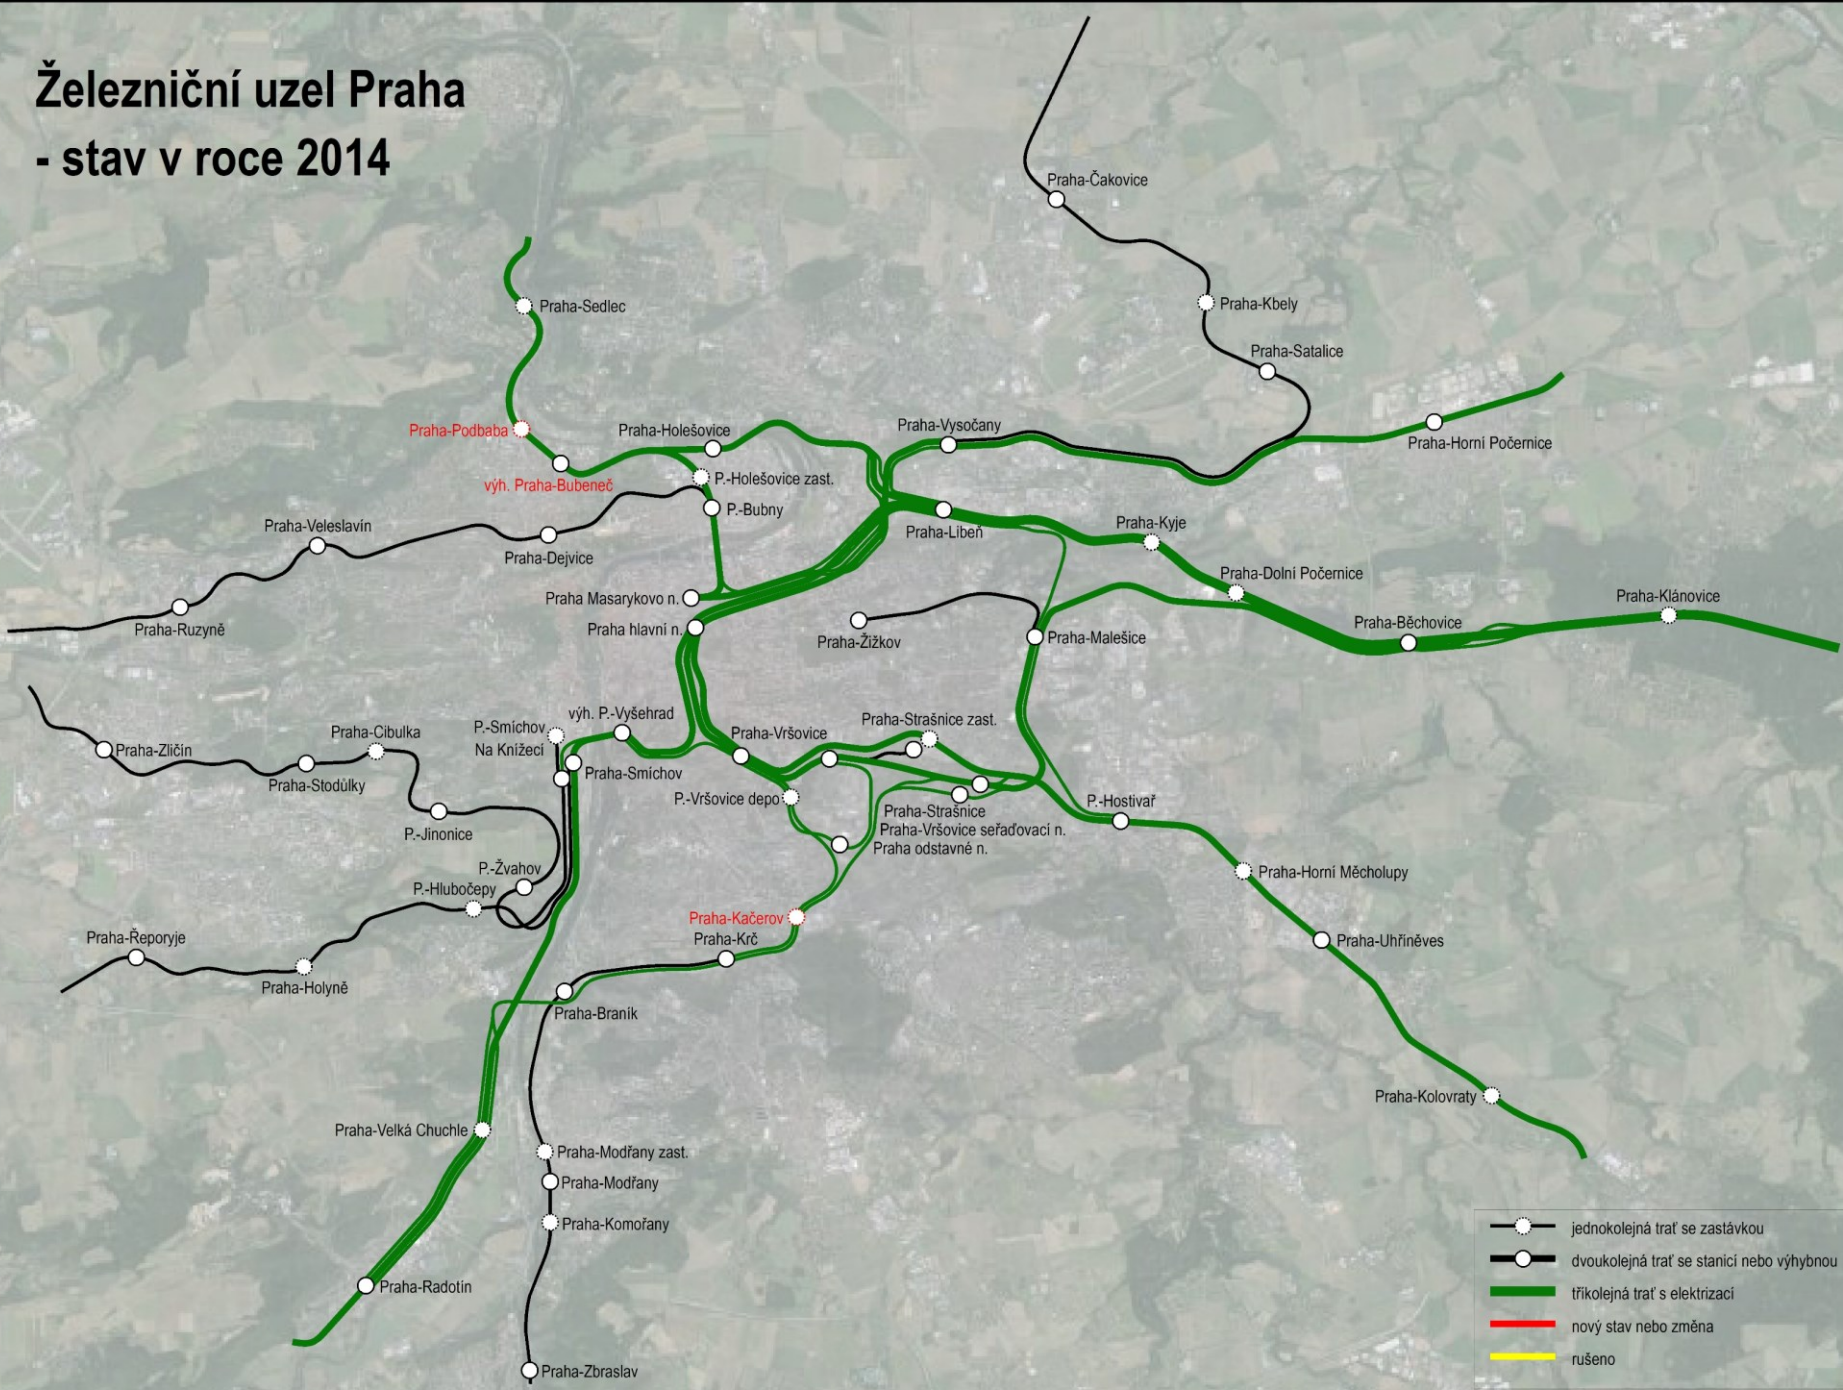 Železniční uzel Praha
- stav v roce 2014
Praha-Čakovice
Praha-Kbely
Praha-Sedlec
Praha-Satalice
Praha-Podbaba
Praha-Holešovice
Praha-Vysočany
Praha-Horní Počernice
výh. Praha-Bubeneč
P.-Holešovice zast.
P.-Bubny
Praha-Veleslavín
Praha-Dejvice
Praha-Libeň
Praha-Kyje
Praha-Dolní Počernice
Praha-Klánovice
Praha Masarykovo n.
Praha-Ruzyně
Praha hlavní n.
Praha-Žižkov
Praha-Malešice
Praha-Běchovice
P.-Smíchov
Na Knížecí
výh. P.-Vyšehrad
Praha-Strašnice zast.
Praha-Vršovice
Praha-Cibulka
Praha-Zličín
Praha-Stodůlky
Praha-Smíchov
P.-Vršovice depo
P.-Hostivař
Praha-Strašnice
Praha-Vršovice seřaďovací n.
Praha odstavné n.
P.-Jinonice
P.-Žvahov
P.-Hlubočepy
Praha-Horní Měcholupy
Praha-Kačerov
Praha-Krč
Praha-Řeporyje
Praha-Holyně
Praha-Uhříněves
Praha-Braník
Praha-Kolovraty
Praha-Velká Chuchle
Praha-Modřany zast.
Praha-Modřany
Praha-Komořany
Praha-Radotín
Praha-Zbraslav
jednokolejná trať se zastávkou
dvoukolejná trať se stanicí nebo výhybnou
tříkolejná trať s elektrizací
nový stav nebo změna
rušeno